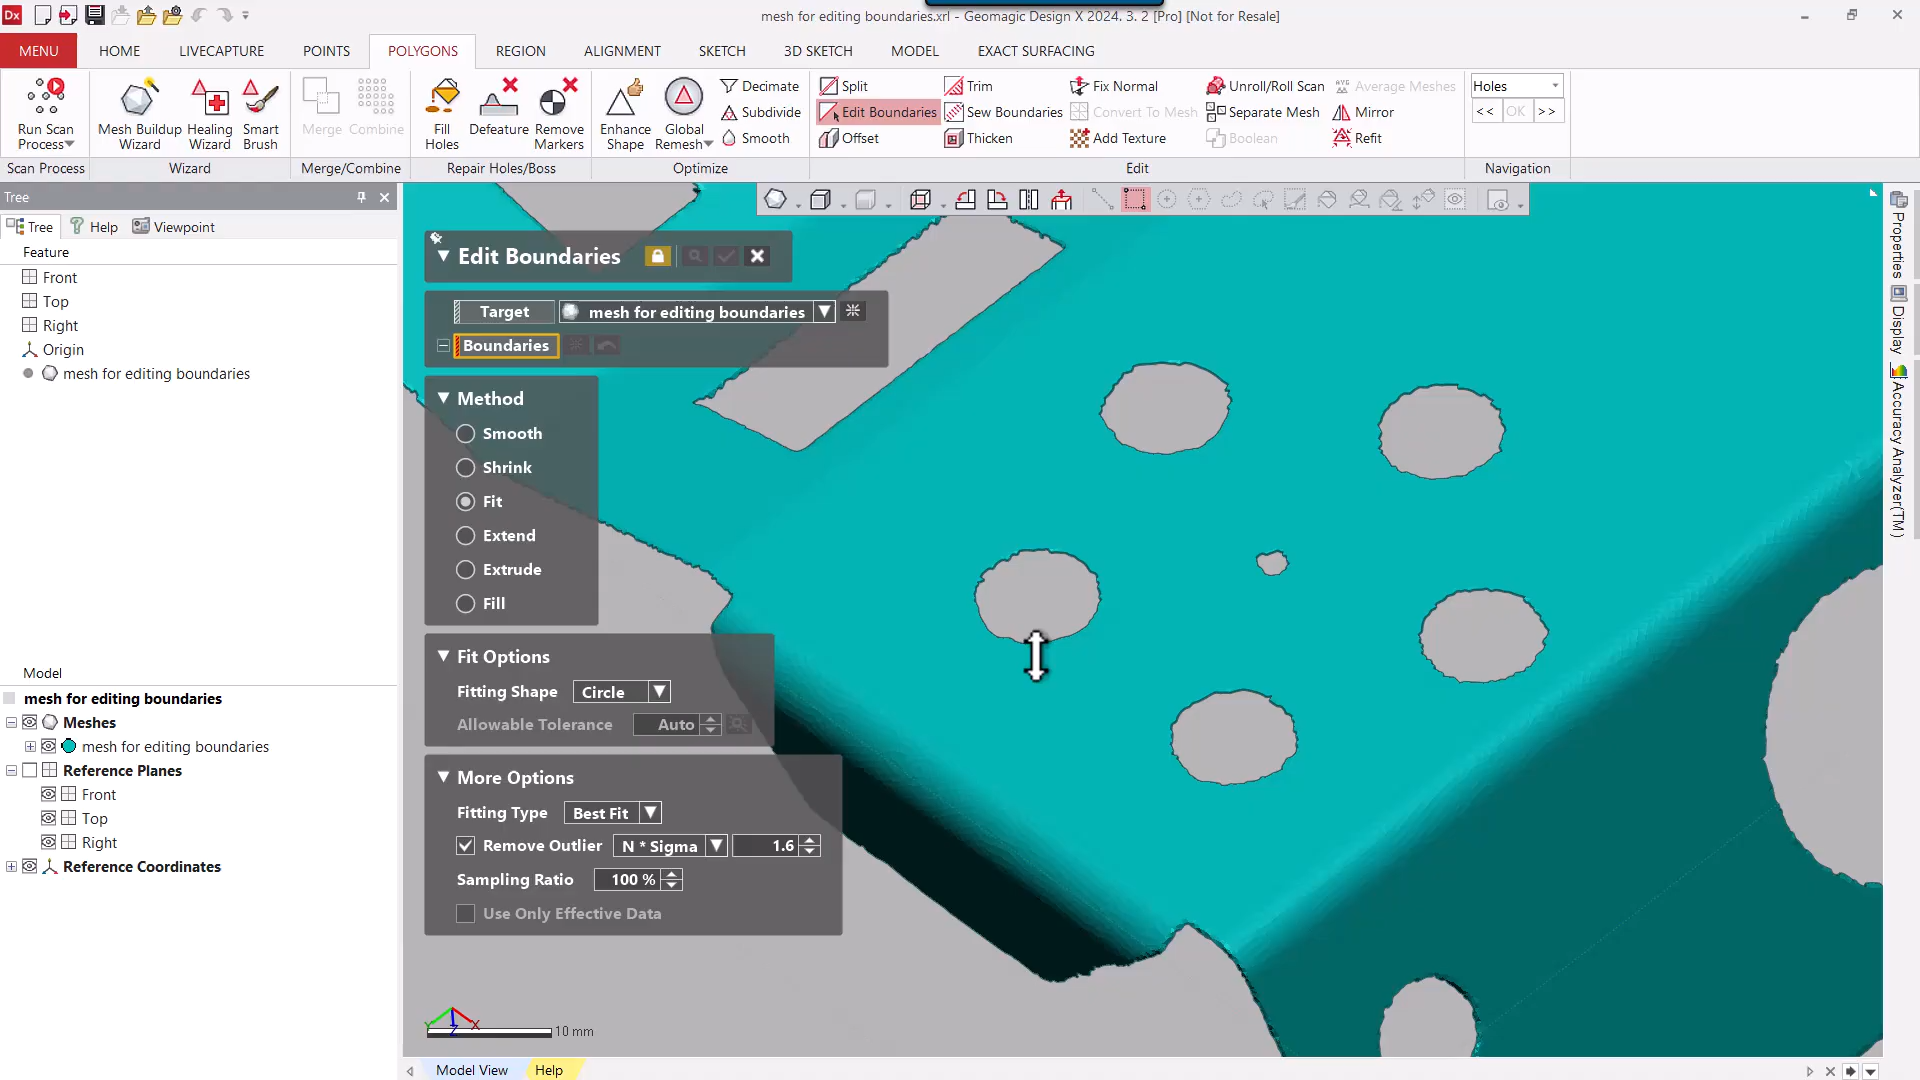 Dx
mesh for editing boundaries.xrl - Geomagic Design X 2024. 3. 2 [Pro] [Not for Resale]
MENU HOME LIVECAPTURE POINTS POLYGONS REGION ALIGNMENT SKETCH 3D SKETCH MODEL EXACT SURFACING
Run Scan Process
Mesh Buildup Wizard
Healing Wizard
Smart Brush
Merge
Combine
Fill Holes
Defeature
Remove Markers
Enhance Shape
Global Remesh
Decimate
Subdivide
Smooth
Split
Edit Boundaries
Offset
Trim
Sew Boundaries
Thicken
Fix Normal
Convert To Mesh
Add Texture
Unroll/Roll Scan
Separate Mesh
Boolean
AVG Average Meshes
Mirror
Refit
Holes
<< OK >>
Scan Process Wizard Merge/Combine Repair Holes/Boss Optimize Edit Navigation
Tree
Tree Help Viewpoint
Feature
Front
Top
Right
Origin
mesh for editing boundaries
Model
mesh for editing boundaries
Meshes
mesh for editing boundaries
Reference Planes
Front
Top
Right
Reference Coordinates
Edit Boundaries
Target mesh for editing boundaries
Boundaries
Method
Smooth
Shrink
Fit
Extend
Extrude
Fill
Fit Options
Fitting Shape Circle
Allowable Tolerance Auto
More Options
Fitting Type Best Fit
Remove Outlier N * Sigma 1.6
Sampling Ratio 100 %
Use Only Effective Data
Y Z X
10 mm
Properties
Display
Accuracy Analyzer(TM)
Model View Help